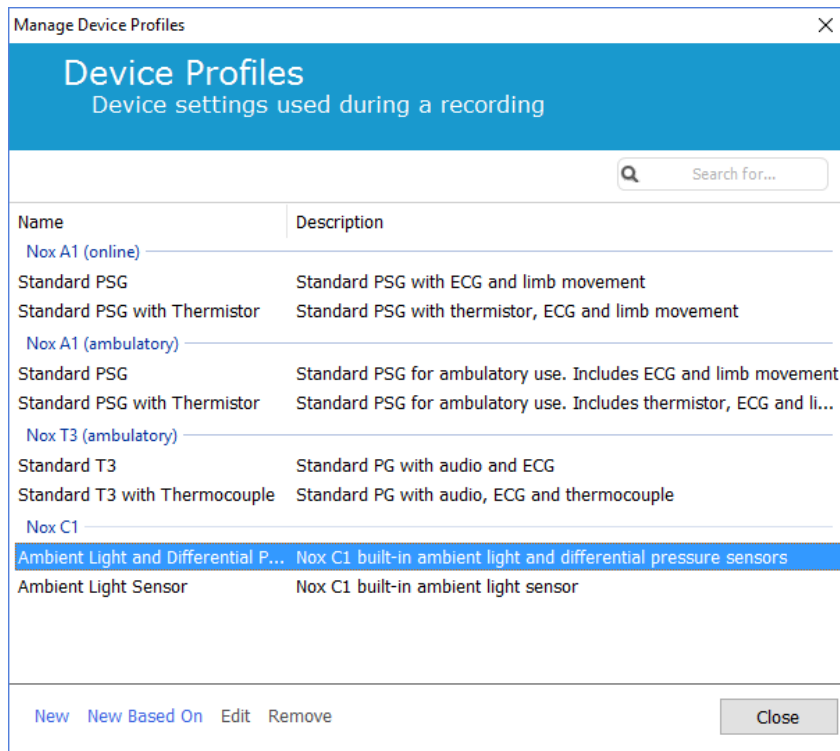 Manage Device Profiles
Device Profiles
Device settings used during a recording
Search for...
Name Description
Nox A1 (online)
Standard PSG Standard PSG with ECG and limb movement
Standard PSG with Thermistor Standard PSG with thermistor, ECG and limb movement
Nox A1 (ambulatory)
Standard PSG Standard PSG for ambulatory use. Includes ECG and limb movement
Standard PSG with Thermistor Standard PSG for ambulatory use. Includes thermistor, ECG and li...
Nox T3 (ambulatory)
Standard T3 Standard PG with audio and ECG
Standard T3 with Thermocouple Standard PG with audio, ECG and thermocouple
Nox C1
Ambient Light and Differential P... Nox C1 built-in ambient light and differential pressure sensors
Ambient Light Sensor Nox C1 built-in ambient light sensor
New New Based On Edit Remove Close